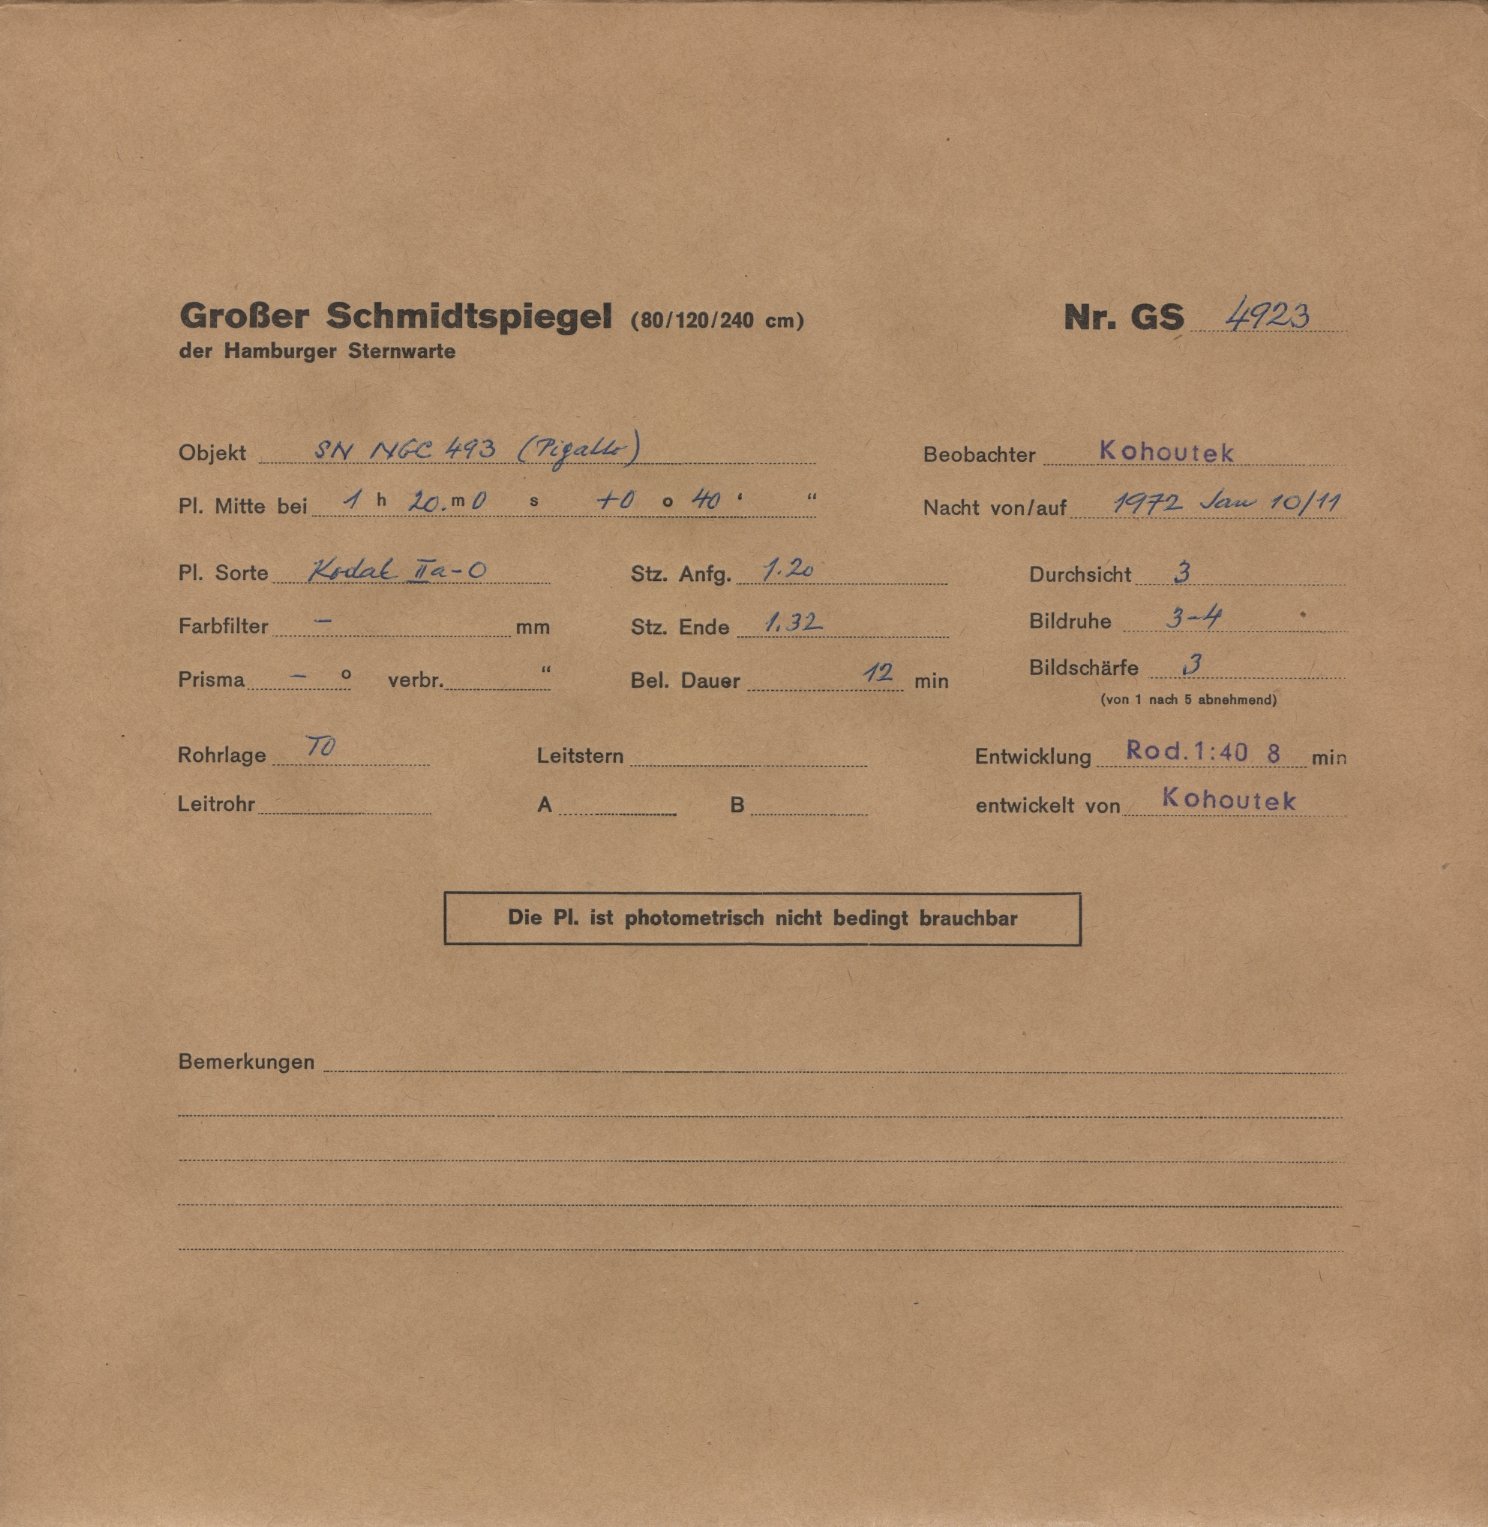 Großer Schmidtspiegel (80/120/240 cm) Nr. GS 4923
der Hamburger Sternwarte
Objekt SN NGC 493 (Pigatto) Beobachter Kohoutek
Pl. Mitte bei 1 h 20. m 0 s +0 o 40 ' " Nacht von/auf 1972 Jan 10/11
Pl. Sorte Kodak IIa-O Stz. Anfg. 1.20 Durchsicht 3
Farbfilter – mm Stz. Ende 1.32 Bildruhe 3-4
Prisma – o verbr. " Bel. Dauer 12 min Bildschärfe 3
(von 1 nach 5 abnehmend)
Rohrlage TO Leitstern Entwicklung Rod. 1:40 8 min
Leitrohr A B entwickelt von Kohoutek
Die Pl. ist photometrisch nicht bedingt brauchbar
Bemerkungen